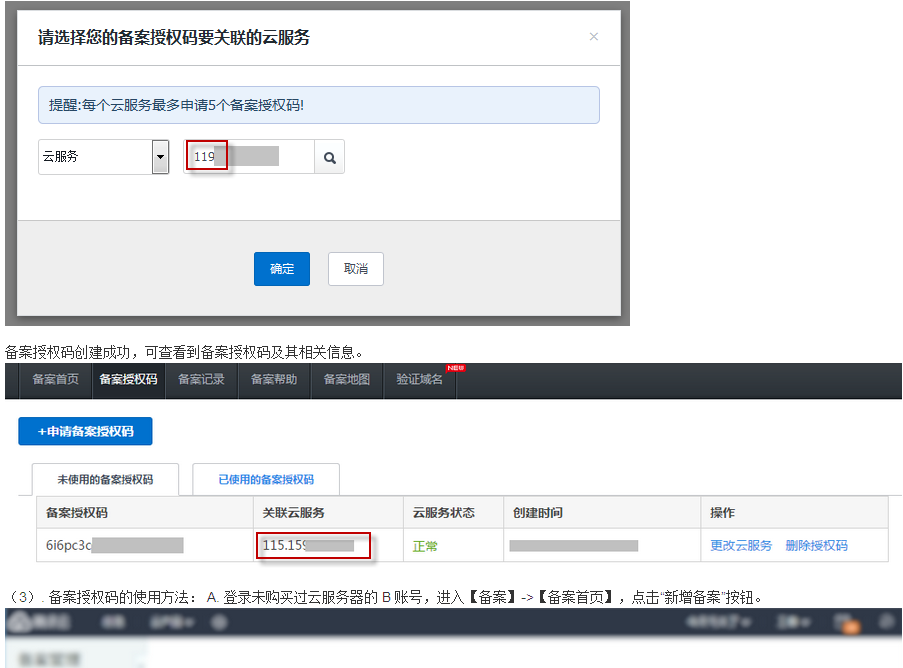 请选择您的备案授权码要关联的云服务
×
提醒:每个云服务最多申请5个备案授权码!
云服务 119
确定 取消
备案授权码创建成功，可查看到备案授权码及其相关信息。
备案首页 备案授权码 备案记录 备案帮助 备案地图 验证域名 NEW
+申请备案授权码
未使用的备案授权码 已使用的备案授权码
备案授权码 关联云服务 云服务状态 创建时间 操作
6i6pc3c 115.159 正常 更改云服务 删除授权码
（3）. 备案授权码的使用方法： A. 登录未购买过云服务器的 B 账号，进入【备案】->【备案首页】，点击“新增备案”按钮。